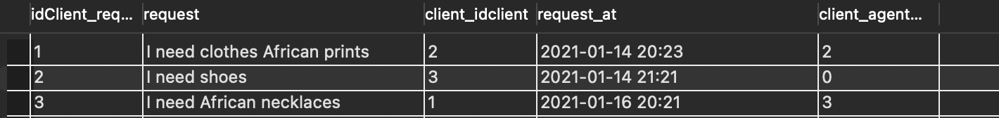 idClient_req... request client_idclient request_at client_agent...
1 I need clothes African prints 2 2021-01-14 20:23 2
2 I need shoes 3 2021-01-14 21:21 0
3 I need African necklaces 1 2021-01-16 20:21 3